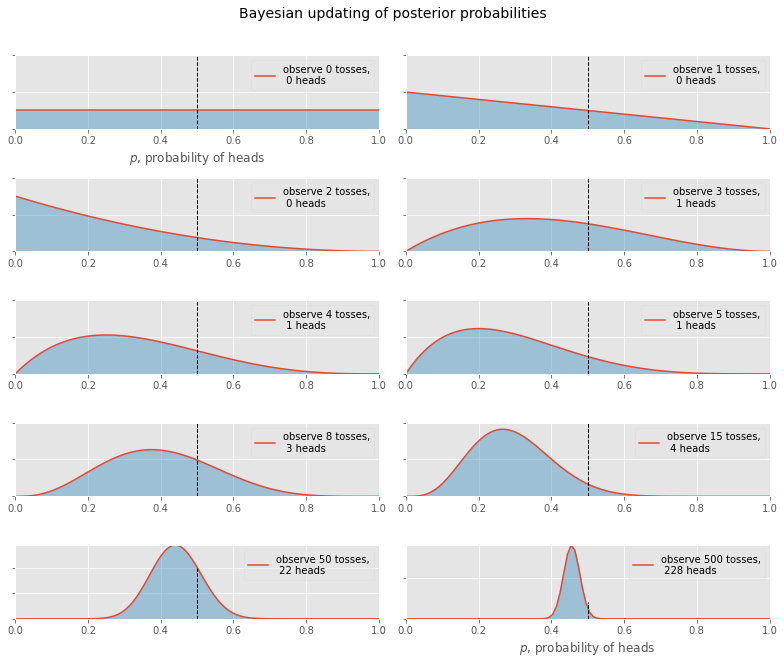 Bayesian updating of posterior probabilities
observe 0 tosses,
0 heads
0.0 0.2 0.4 0.6 0.8 1.0
p, probability of heads
observe 1 tosses,
0 heads
0.0 0.2 0.4 0.6 0.8 1.0
observe 2 tosses,
0 heads
0.0 0.2 0.4 0.6 0.8 1.0
observe 3 tosses,
1 heads
0.0 0.2 0.4 0.6 0.8 1.0
observe 4 tosses,
1 heads
0.0 0.2 0.4 0.6 0.8 1.0
observe 5 tosses,
1 heads
0.0 0.2 0.4 0.6 0.8 1.0
observe 8 tosses,
3 heads
0.0 0.2 0.4 0.6 0.8 1.0
observe 15 tosses,
4 heads
0.0 0.2 0.4 0.6 0.8 1.0
observe 50 tosses,
22 heads
0.0 0.2 0.4 0.6 0.8 1.0
observe 500 tosses,
228 heads
0.0 0.2 0.4 0.6 0.8 1.0
p, probability of heads